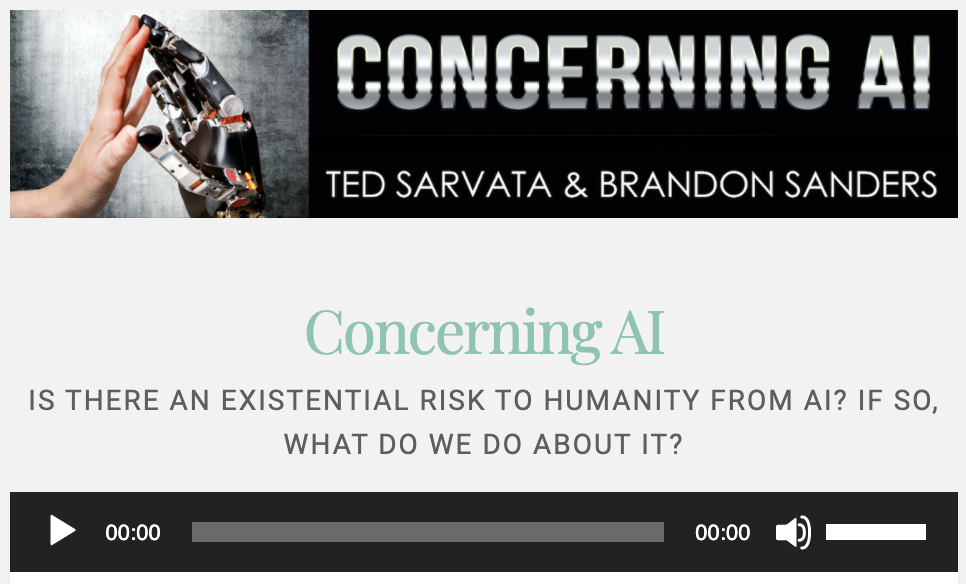 CONCERNING AI
TED SARVATA & BRANDON SANDERS
Concerning AI
IS THERE AN EXISTENTIAL RISK TO HUMANITY FROM AI? IF SO,
WHAT DO WE DO ABOUT IT?
00:00 00:00